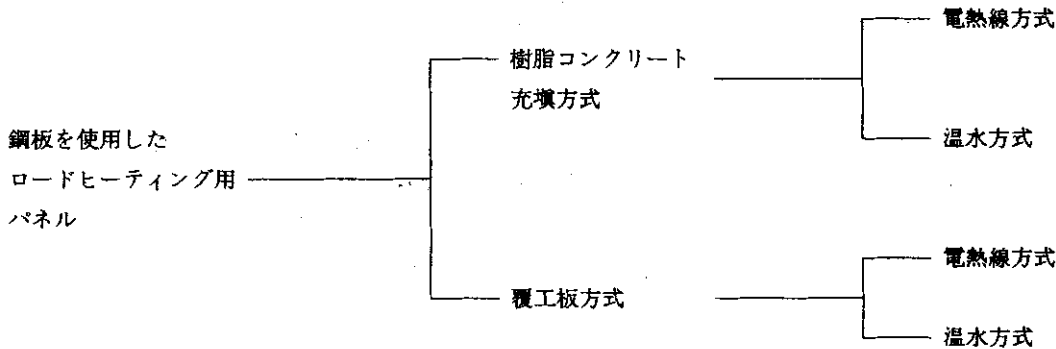 鋼板を使用した
ロードヒーティング用
パネル
樹脂コンクリート
充塡方式
電熱線方式
温水方式
覆工板方式
電熱線方式
温水方式